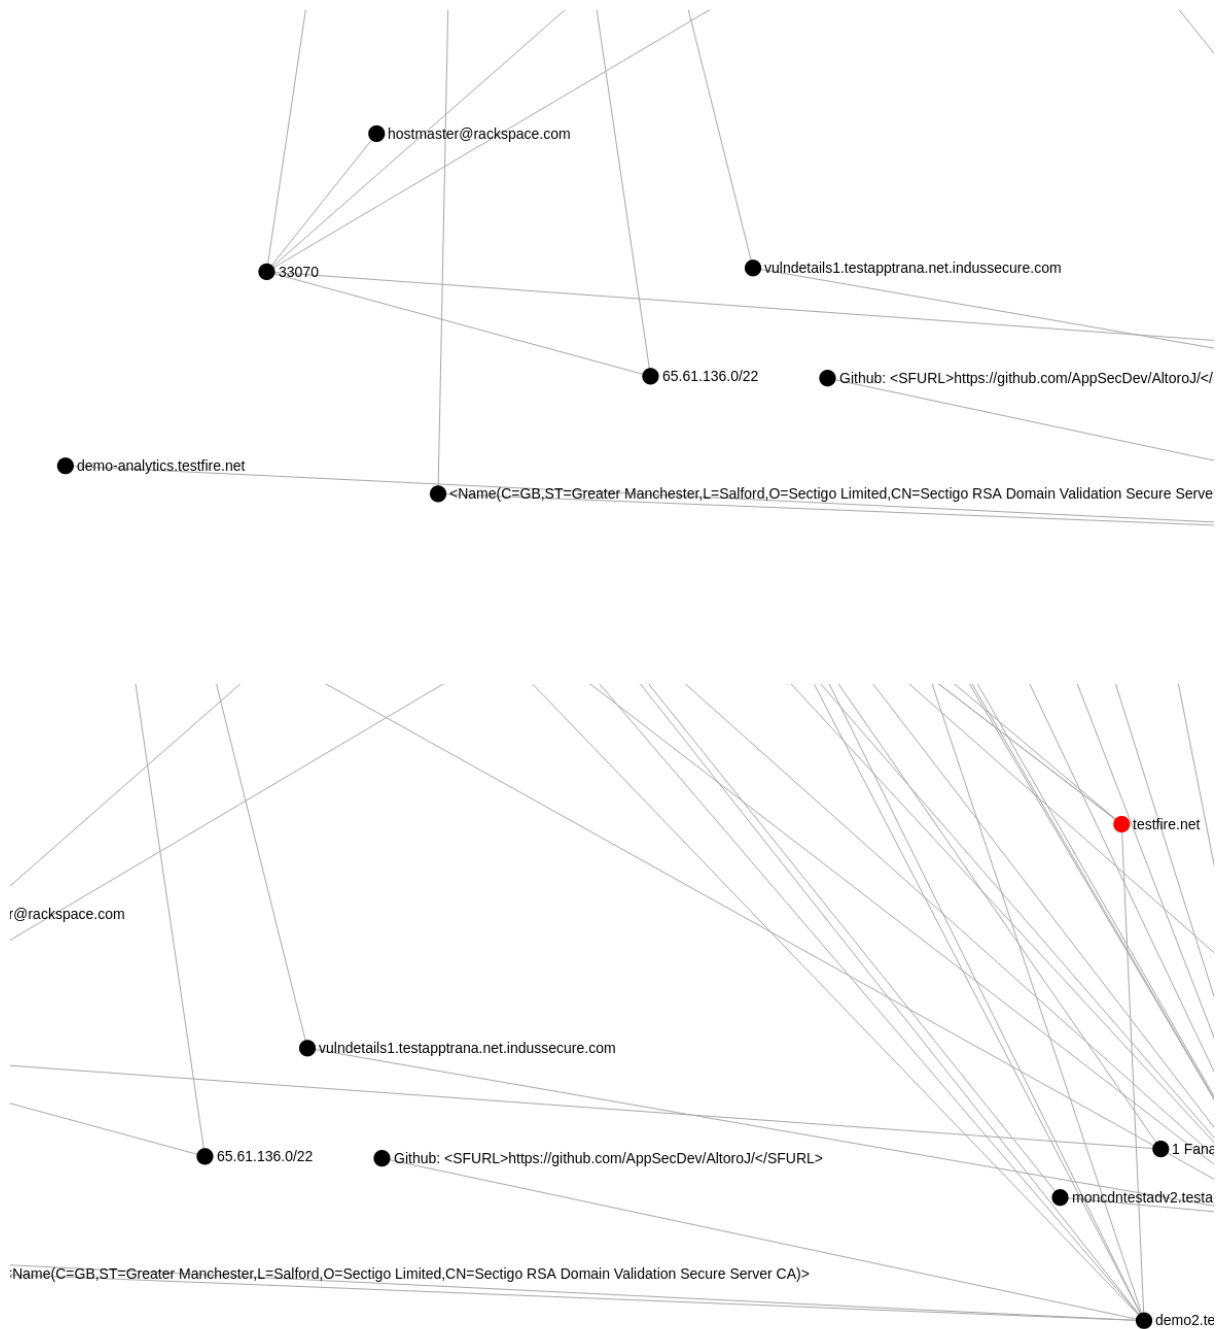 hostmaster@rackspace.com
33070
vulndetails1.testapptrana.net.indussecure.com
65.61.136.0/22
Github: <SFURL>https://github.com/AppSecDev/AltoroJ/</
demo-analytics.testfire.net
<Name(C=GB,ST=Greater Manchester,L=Salford,O=Sectigo Limited,CN=Sectigo RSA Domain Validation Secure Serve
testfire.net
r@rackspace.com
vulndetails1.testapptrana.net.indussecure.com
1 Fana
65.61.136.0/22
Github: <SFURL>https://github.com/AppSecDev/AltoroJ/</SFURL>
moncdntestadv2.testa
Name(C=GB,ST=Greater Manchester,L=Salford,O=Sectigo Limited,CN=Sectigo RSA Domain Validation Secure Server CA)>
demo2.te